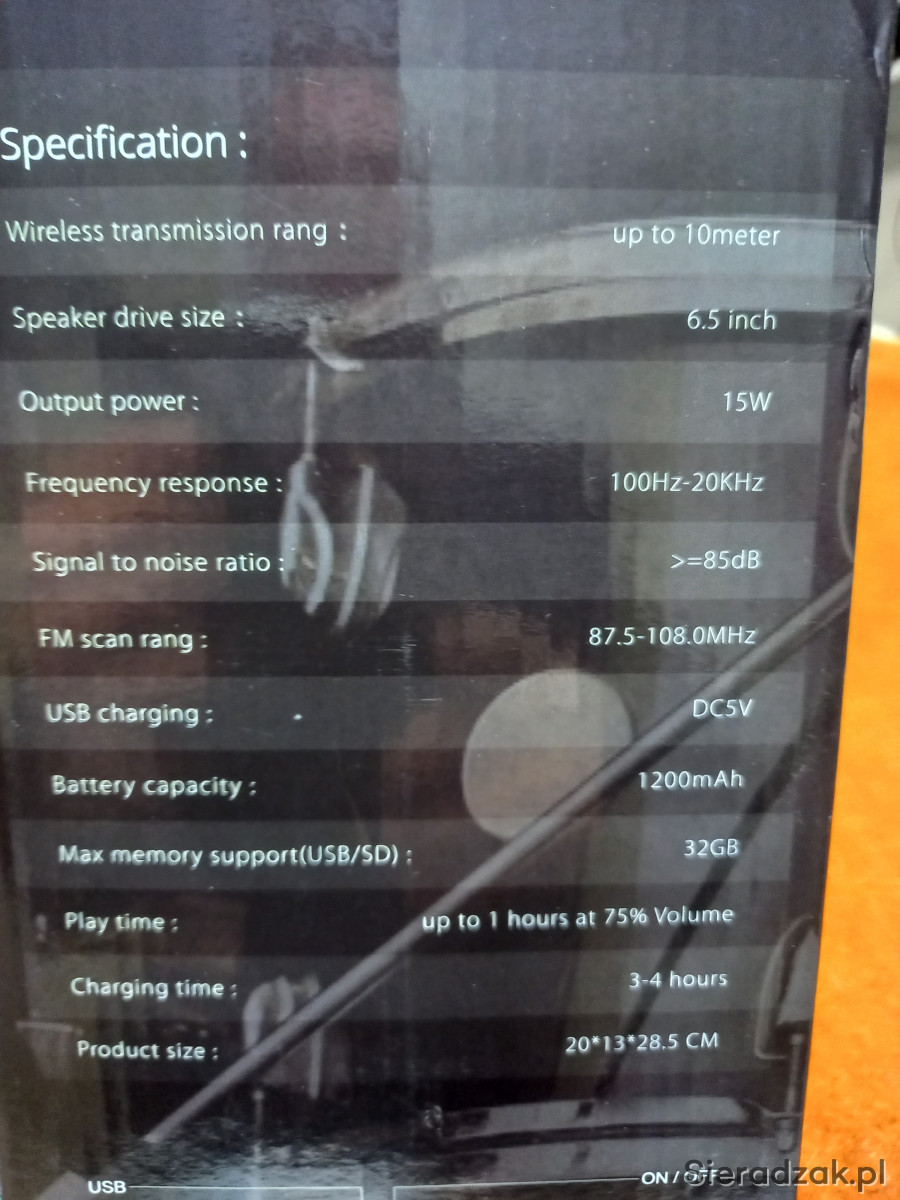 Specification :
Wireless transmission rang : up to 10meter
Speaker drive size : 6.5 inch
Output power : 15W
Frequency response : 100Hz-20KHz
Signal to noise ratio : >=85dB
FM scan rang : 87.5-108.0MHz
USB charging : DC5V
Battery capacity : 1200mAh
Max memory support(USB/SD) : 32GB
Play time : up to 1 hours at 75% Volume
Charging time : 3-4 hours
Product size : 20*13*28.5 CM
USB ON / OFF
Sieradzak.pl